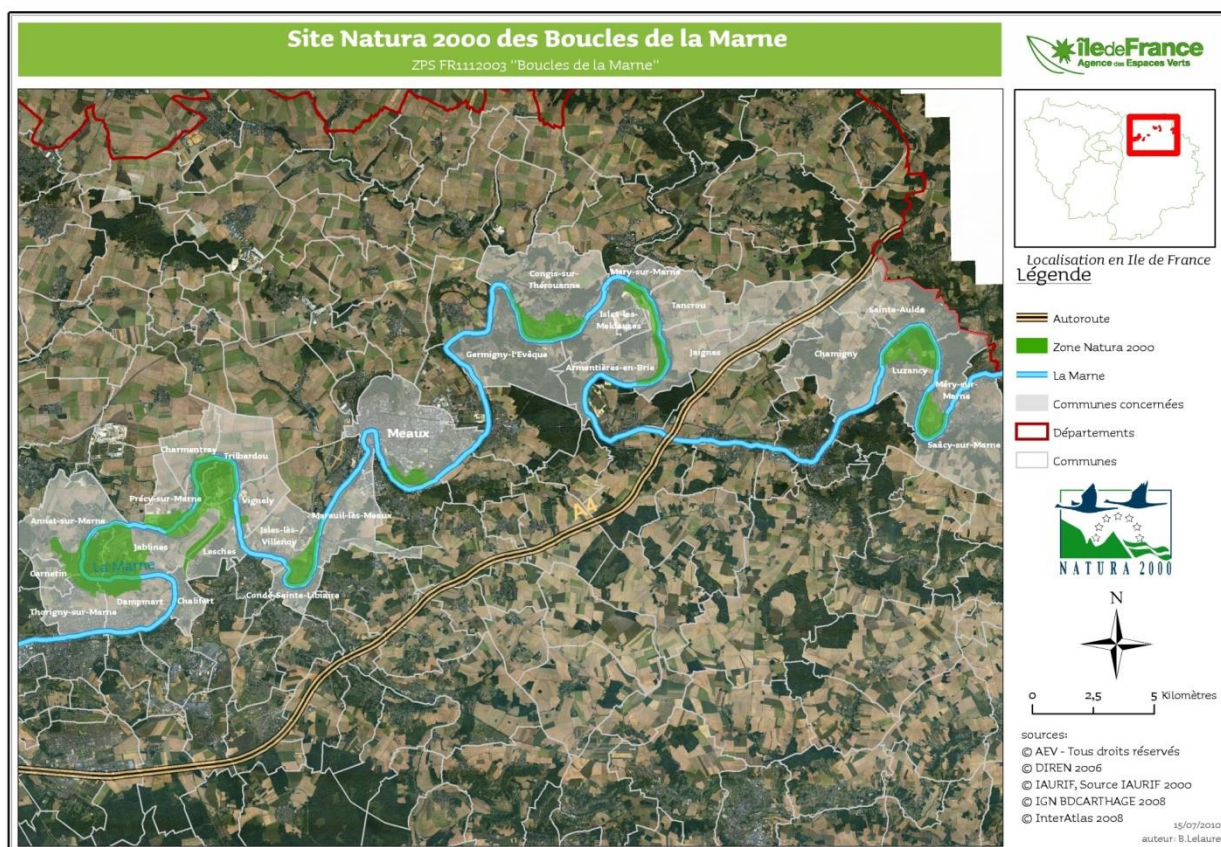 Site Natura 2000 des Boucles de la Marne
ZPS FR1112003 "Boucles de la Marne"
îledeFrance
Agence des Espaces Verts
Localisation en Ile de France
Légende
Autoroute
Zone Natura 2000
La Marne
Communes concernées
Départements
Communes
NATURA 2000
N
0 2,5 5 Kilomètres
sources:
© AEV - Tous droits réservés
© DIREN 2006
© IAURIF, Source IAURIF 2000
© IGN BDCARTHAGE 2008
© InterAtlas 2008
15/07/2010
auteur: B.Lelaure
Congis-sur-
Thérouanne
Mary-sur-Marne
Isles-les-
Meldeuses
Tancrou
Germigny-l'Evêque
Armentières-en-Brie
Jaignes
Sainte-Aulde
Chamigny
Luzancy
Méry-sur-
Marne
Saâcy-sur-Marne
Meaux
Charmentray
Trilbardou
Précy-sur-Marne
Vignely
Mareuil-lès-Meaux
Isles-lès-
Villenoy
Annet-sur-Marne
Jablines
Lesches
La Marne
Carnetin
Condé-Sainte-Libiaire
Dampmart
Chalifert
Thorigny-sur-Marne
A4